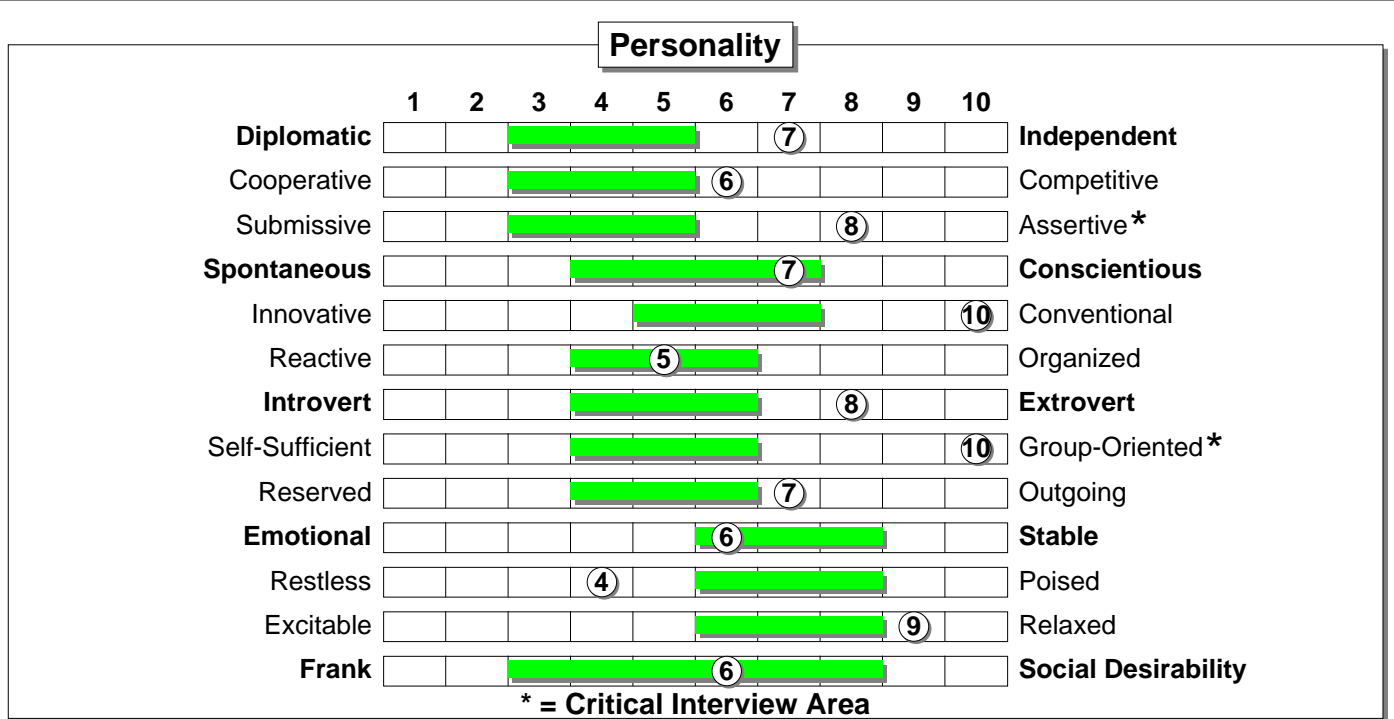 Personality
1 2 3 4 5 6 7 8 9 10
Diplomatic 7 Independent
Cooperative 6 Competitive
Submissive 8 Assertive*
Spontaneous 7 Conscientious
Innovative 10 Conventional
Reactive 5 Organized
Introvert 8 Extrovert
Self-Sufficient 10 Group-Oriented*
Reserved 7 Outgoing
Emotional 6 Stable
Restless 4 Poised
Excitable 9 Relaxed
Frank 6 Social Desirability
* = Critical Interview Area